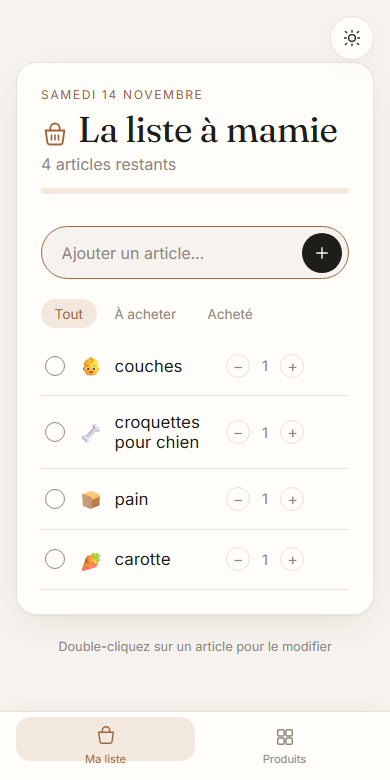 SAMEDI 14 NOVEMBRE
La liste à mamie
4 articles restants
Ajouter un article...
Tout À acheter Acheté
couches − 1 +
croquettes
pour chien − 1 +
pain − 1 +
carotte − 1 +
Double-cliquez sur un article pour le modifier
Ma liste Produits